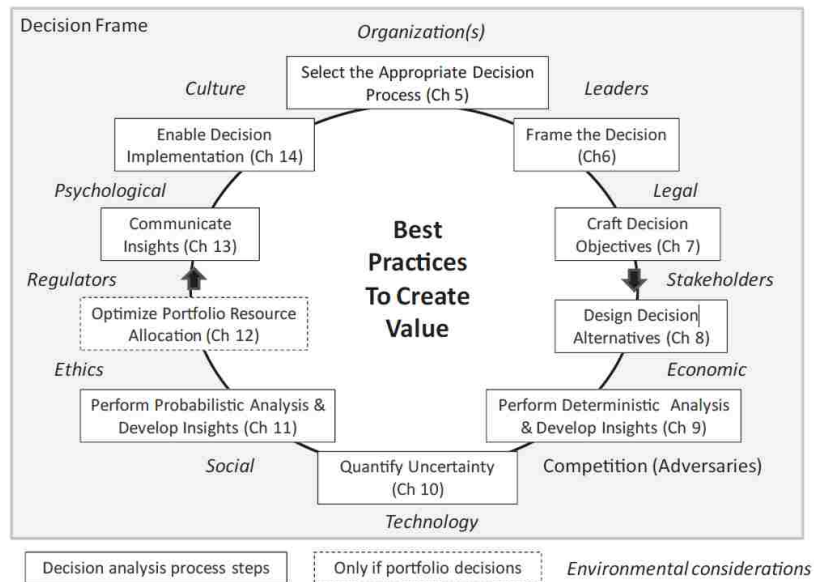 Decision Frame
Organization(s)
Select the Appropriate Decision
Process (Ch 5)
Culture
Leaders
Enable Decision
Implementation (Ch 14)
Frame the Decision
(Ch6)
Psychological
Legal
Communicate
Insights (Ch 13)
Craft Decision
Objectives (Ch 7)
Best
Practices
To Create
Value
Regulators
Stakeholders
Optimize Portfolio Resource
Allocation (Ch 12)
Design Decision
Alternatives (Ch 8)
Ethics
Economic
Perform Probabilistic Analysis &
Develop Insights (Ch 11)
Perform Deterministic Analysis
& Develop Insights (Ch 9)
Social
Quantify Uncertainty
(Ch 10)
Competition (Adversaries)
Technology
Decision analysis process steps
Only if portfolio decisions
Environmental considerations